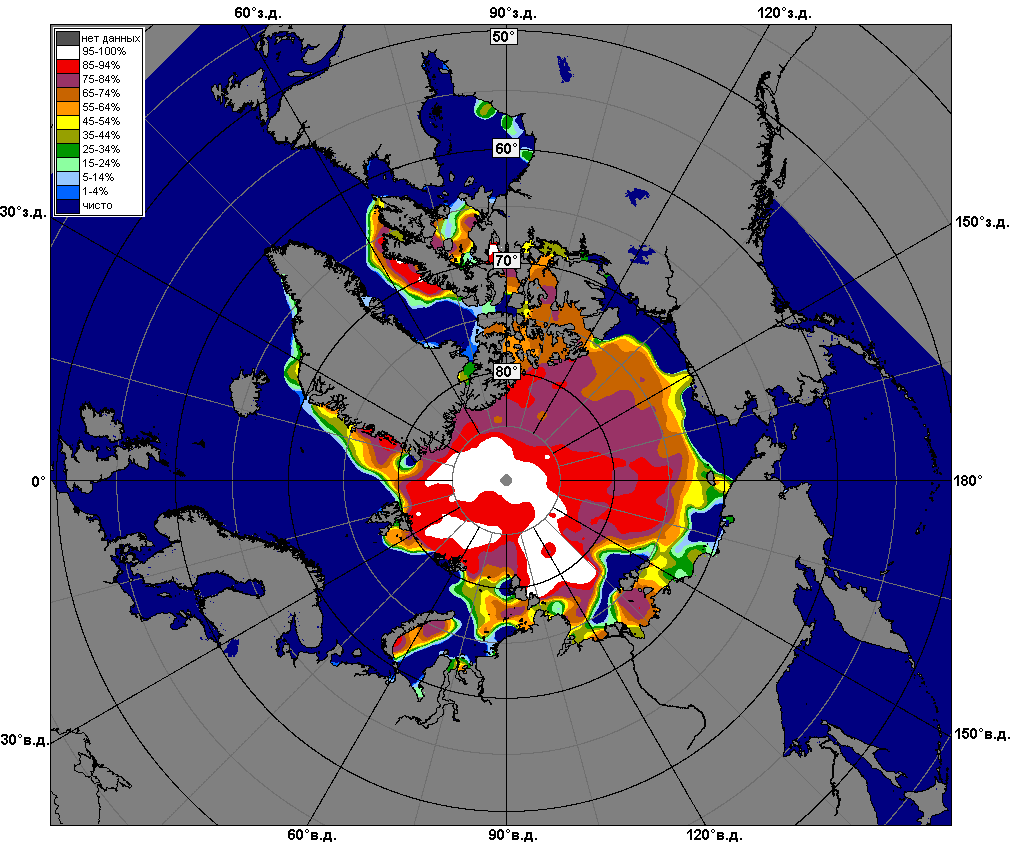 60°з.д.
90°з.д.
120°з.д.
нет данных
95-100%
85-94%
75-84%
65-74%
55-64%
45-54%
35-44%
25-34%
15-24%
5-14%
1-4%
чисто
50°
60°
30°з.д.
150°з.д.
70°
80°
0°
180°
30°в.д.
150°в.д.
60°в.д.
90°в.д.
120°в.д.